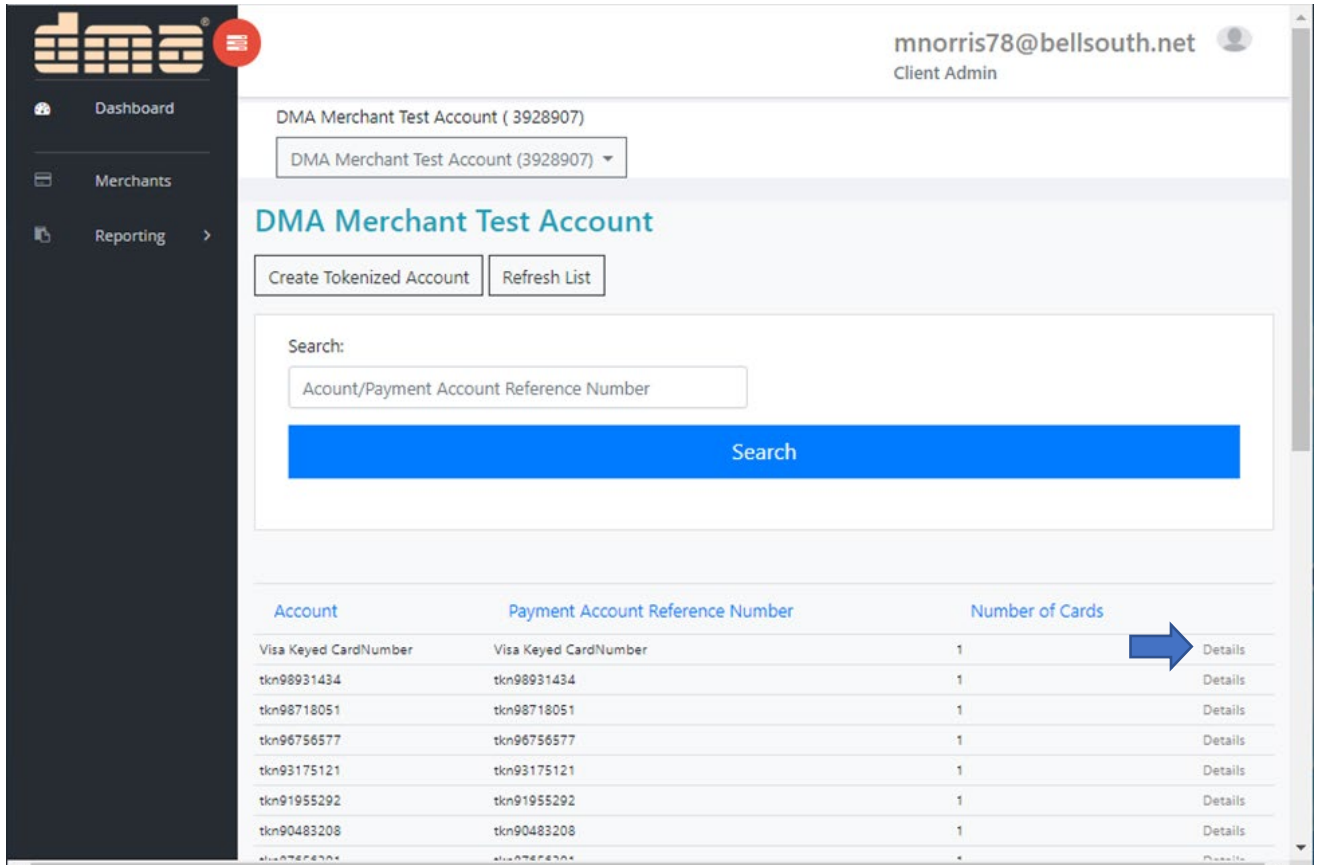 dma®
mnorris78@bellsouth.net
Client Admin
Dashboard
DMA Merchant Test Account ( 3928907)
DMA Merchant Test Account (3928907)
Merchants
Reporting >
DMA Merchant Test Account
Create Tokenized Account Refresh List
Search:
Acount/Payment Account Reference Number
Search
Account Payment Account Reference Number Number of Cards
Visa Keyed CardNumber Visa Keyed CardNumber 1 Details
tkn98931434 tkn98931434 1 Details
tkn98718051 tkn98718051 1 Details
tkn96756577 tkn96756577 1 Details
tkn93175121 tkn93175121 1 Details
tkn91955292 tkn91955292 1 Details
tkn90483208 tkn90483208 1 Details